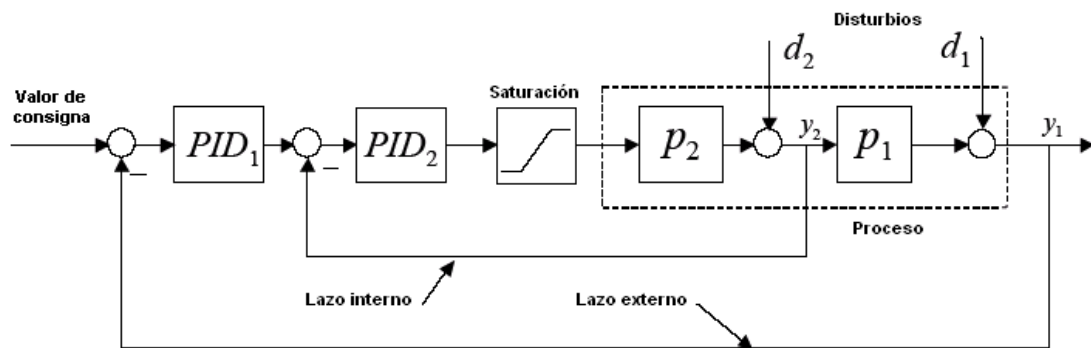 Disturbios
d₂
d₁
Valor de
consigna
Saturación
PID₁
PID₂
p₂
y₂
p₁
y₁
Proceso
Lazo interno
Lazo externo